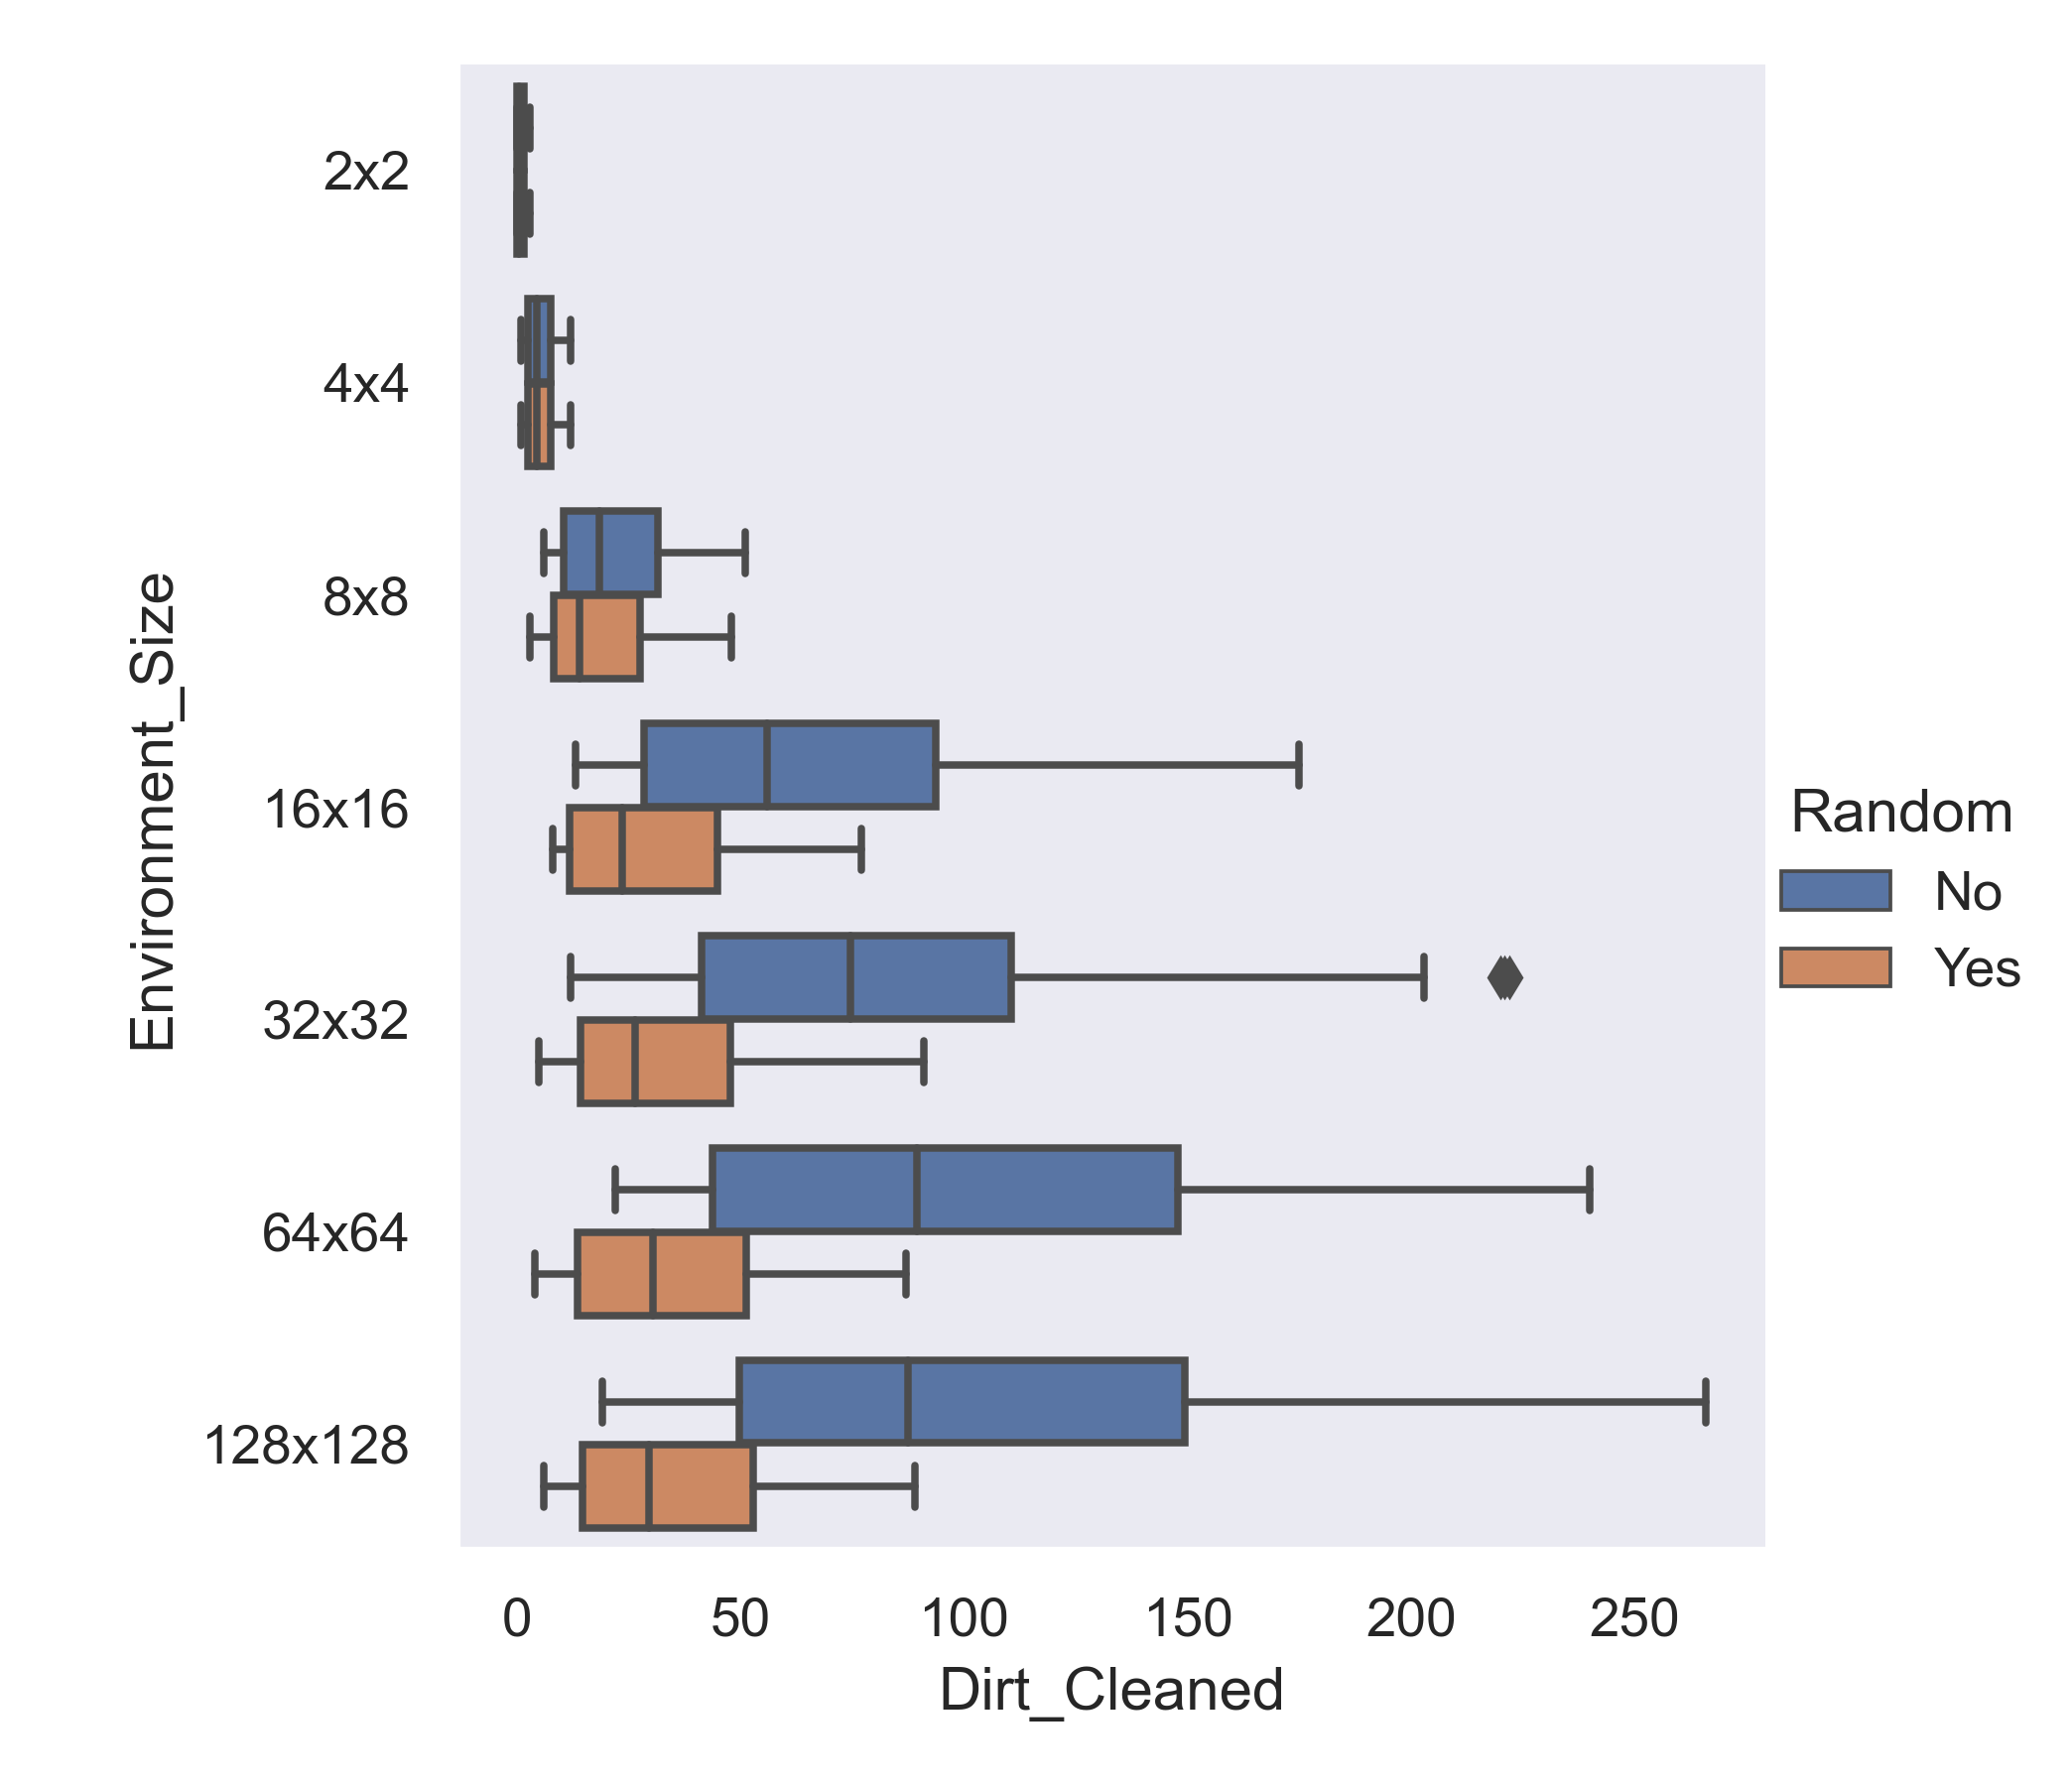 2x2
4x4
8x8
16x16
32x32
64x64
128x128
Environment_Size
0 50 100 150 200 250
Dirt_Cleaned
Random
No
Yes